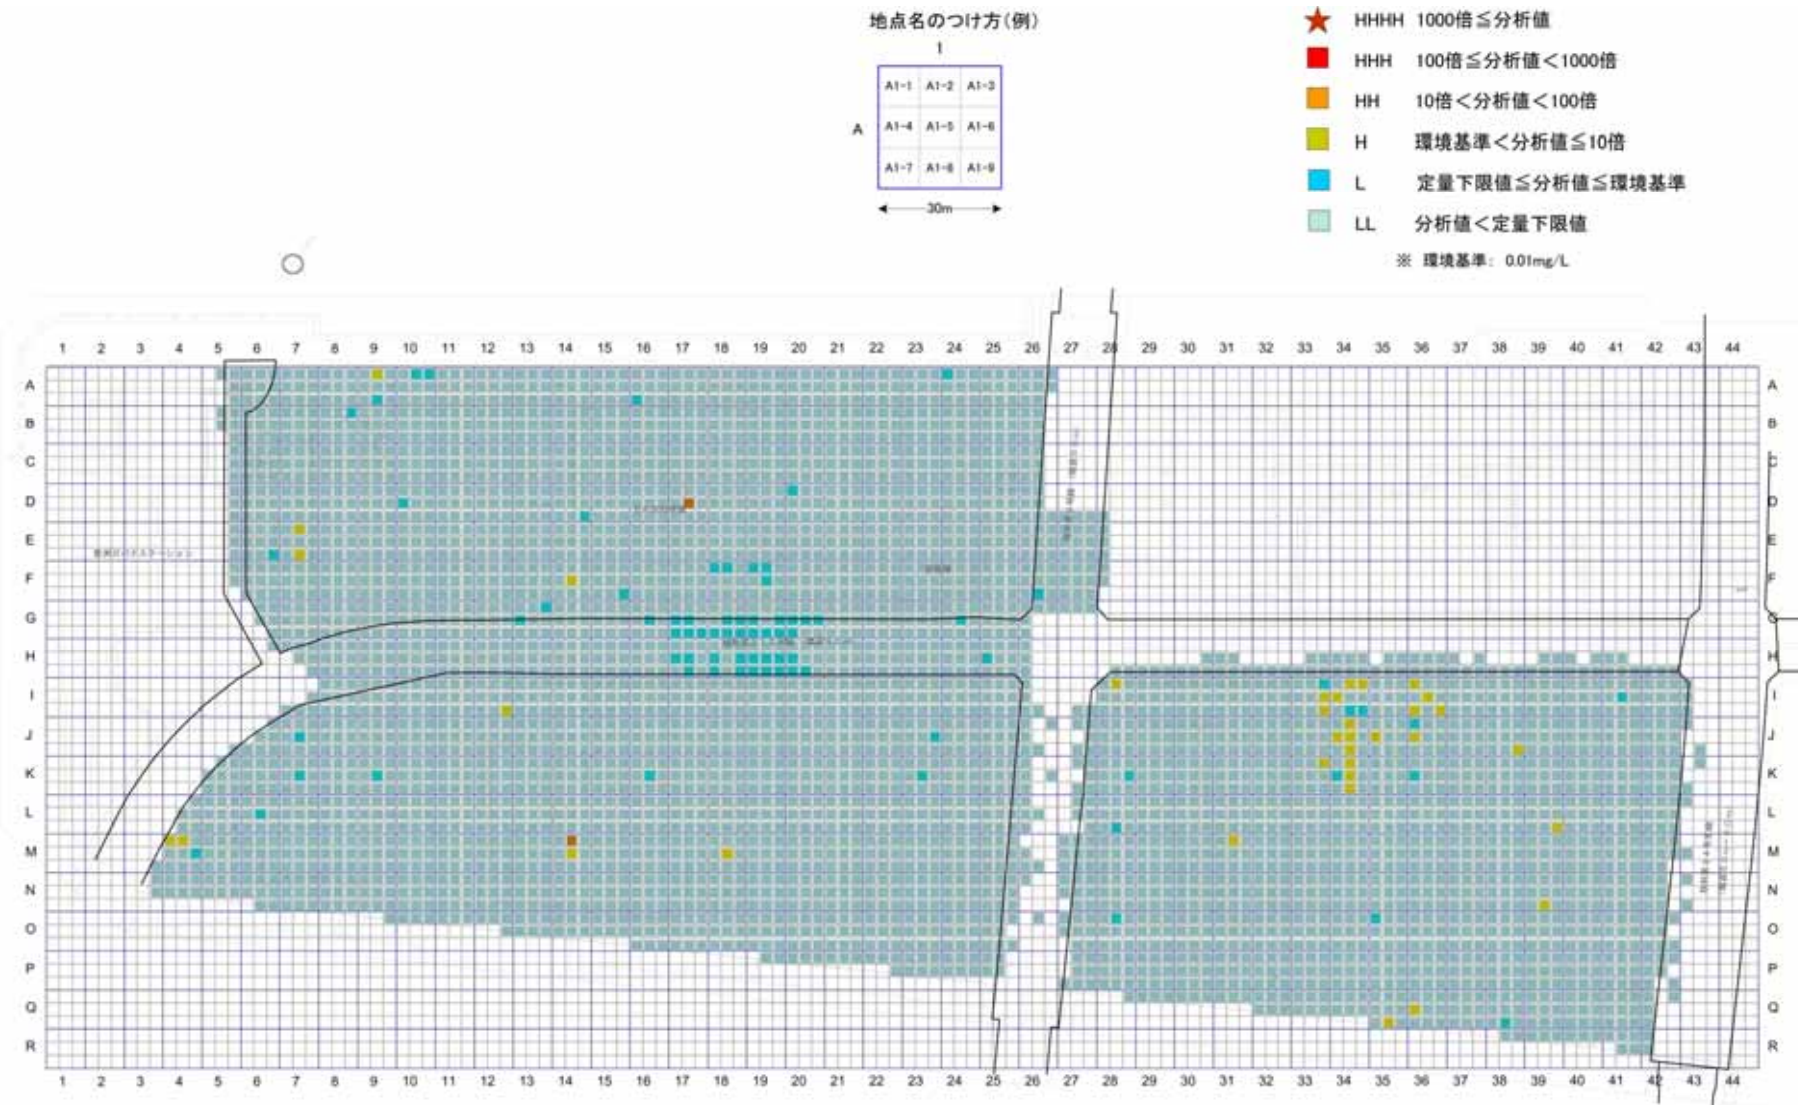 地点名のつけ方(例)
1
A1-1 A1-2 A1-3
A A1-4 A1-5 A1-6
A1-7 A1-8 A1-9
30m
HHHH 1000倍≦分析値
HHH 100倍≦分析値<1000倍
HH 10倍<分析値<100倍
H 環境基準<分析値≦10倍
L 定量下限値≦分析値≦環境基準
LL 分析値<定量下限値
※ 環境基準: 0.01mg/L
1 2 3 4 5 6 7 8 9 10 11 12 13 14 15 16 17 18 19 20 21 22 23 24 25 26 27 28 29 30 31 32 33 34 35 36 37 38 39 40 41 42 43 44
A A
B B
C C
D D
E E
F F
G G
H H
I I
J J
K K
L L
M M
N N
O O
P P
Q Q
R R
1 2 3 4 5 6 7 8 9 10 11 12 13 14 15 16 17 18 19 20 21 22 23 24 25 26 27 28 29 30 31 32 33 34 35 36 37 38 39 40 41 42 43 44